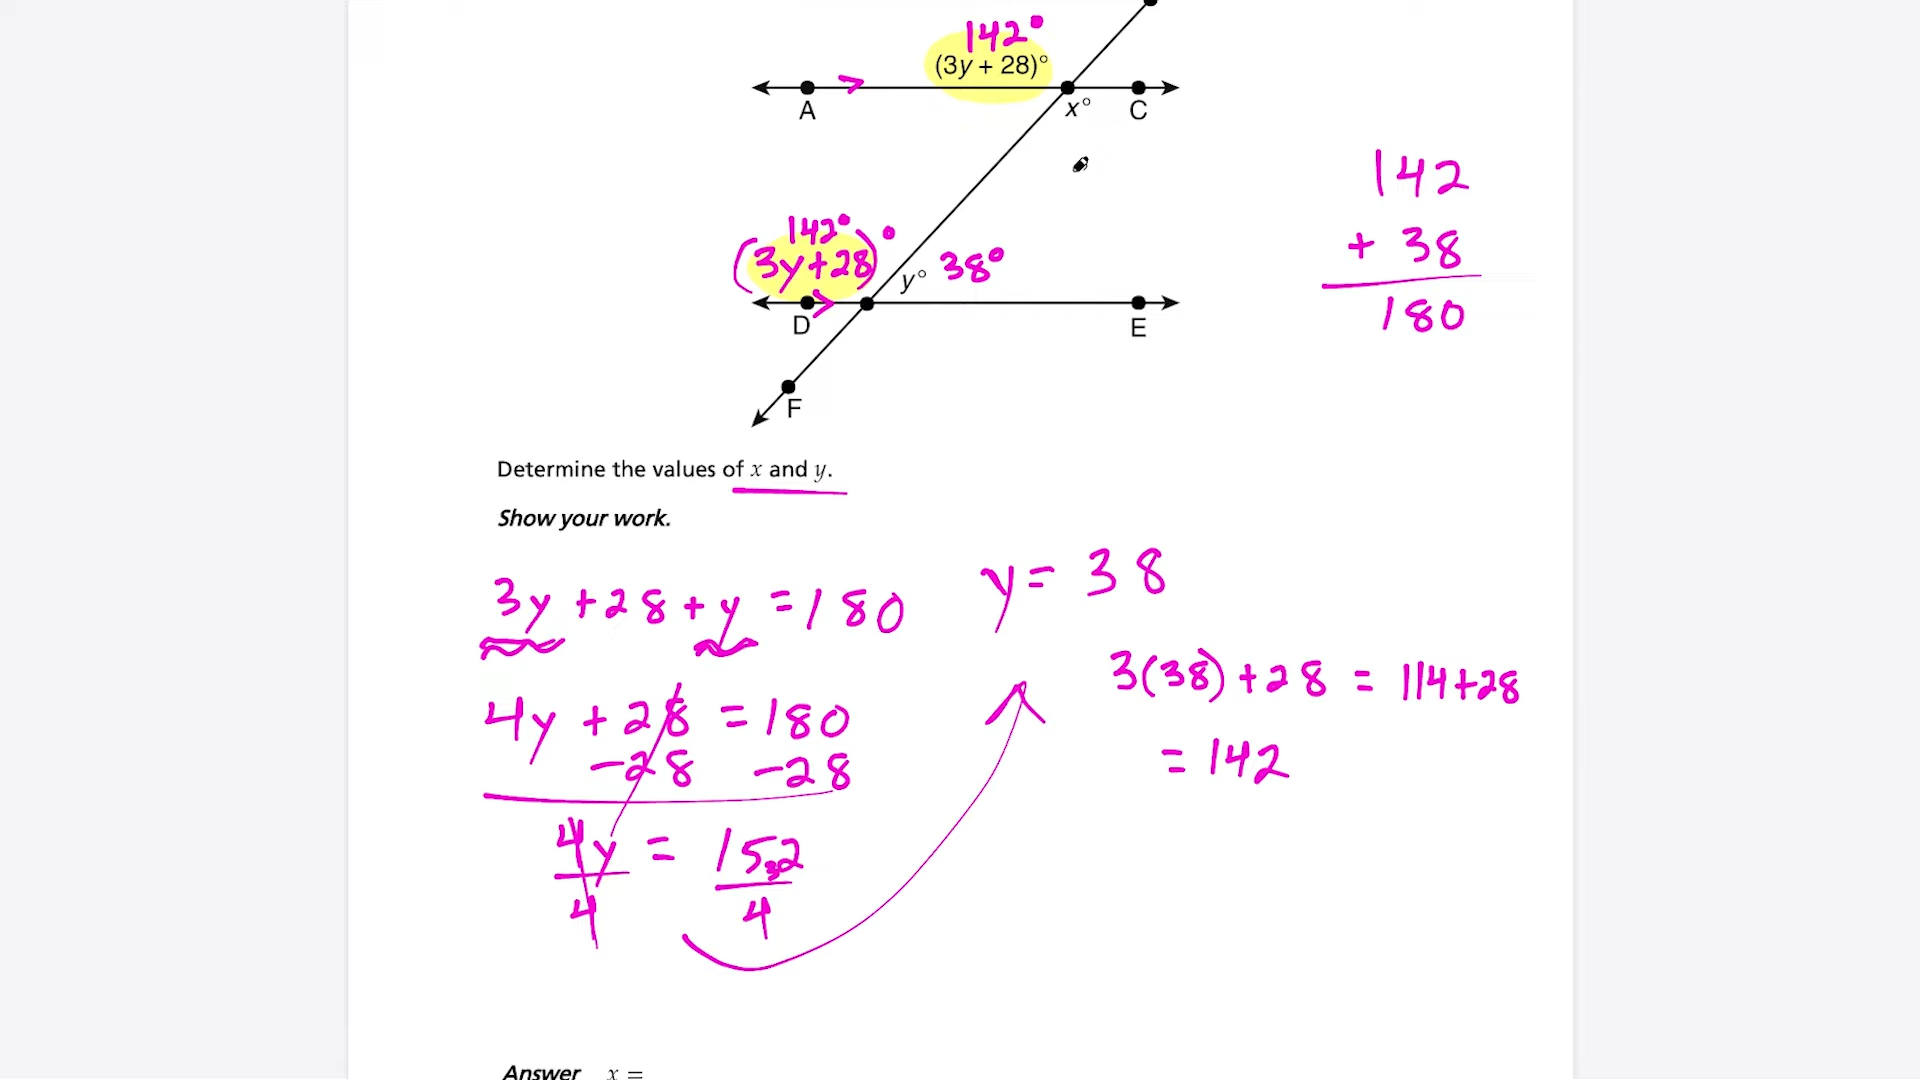 142°
(3y + 28)°
A
x°
C
142
+ 38
180
142°
(3y+28)°
y°
38°
D
E
F
Determine the values of x and y.
Show your work.
3y + 28 + y = 180
y = 38
3(38) + 28 = 114+28
= 142
4y + 28 = 180
-28 -28
4y = 152
4 4
3
Answer x =